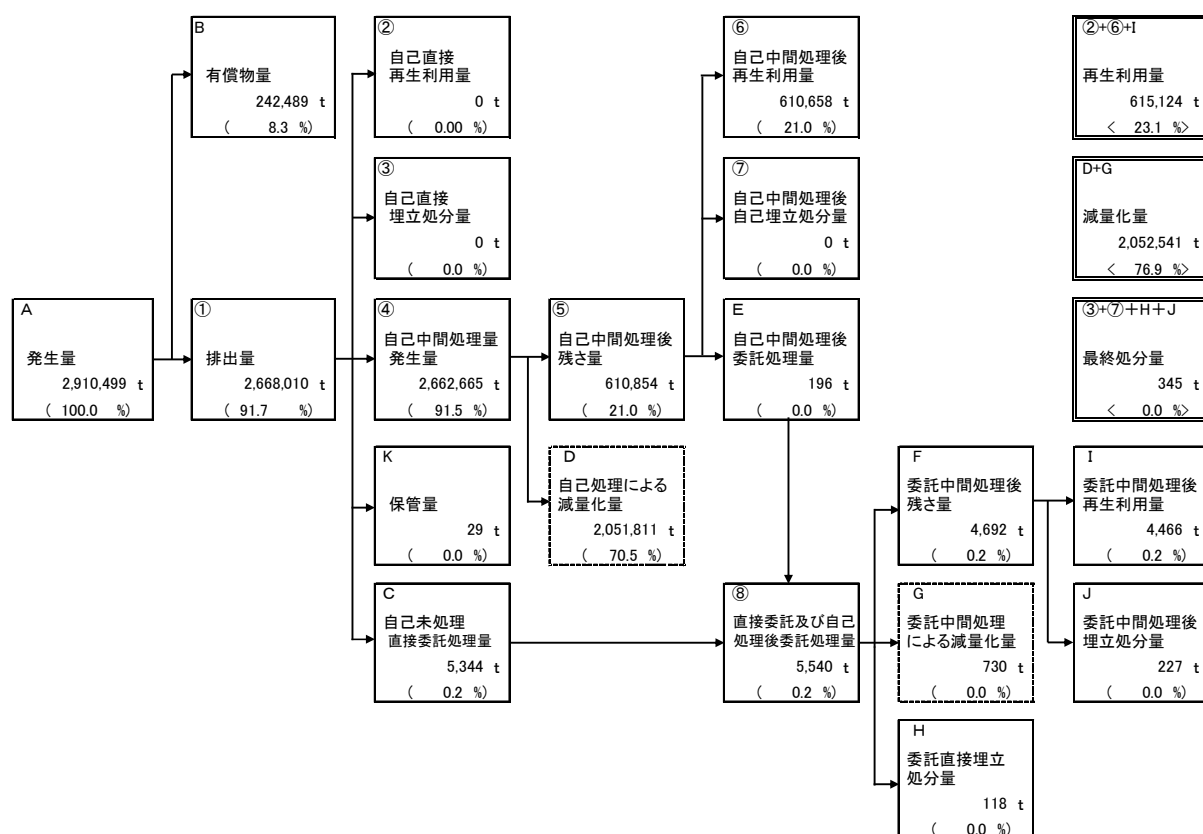 B
有償物量
242,489 t
( 8.3 %)
②
自己直接
再生利用量
0 t
( 0.00 %)
⑥
自己中間処理後
再生利用量
610,658 t
( 21.0 %)
②+⑥+I
再生利用量
615,124 t
< 23.1 %>
③
自己直接
埋立処分量
0 t
( 0.0 %)
⑦
自己中間処理後
自己埋立処分量
0 t
( 0.0 %)
D+G
減量化量
2,052,541 t
< 76.9 %>
A
発生量
2,910,499 t
( 100.0 %)
①
排出量
2,668,010 t
( 91.7 %)
④
自己中間処理量
発生量
2,662,665 t
( 91.5 %)
⑤
自己中間処理後
残さ量
610,854 t
( 21.0 %)
E
自己中間処理後
委託処理量
196 t
( 0.0 %)
③+⑦+H+J
最終処分量
345 t
< 0.0 %>
K
保管量
29 t
( 0.0 %)
D
自己処理による
減量化量
2,051,811 t
( 70.5 %)
F
委託中間処理後
残さ量
4,692 t
( 0.2 %)
I
委託中間処理後
再生利用量
4,466 t
( 0.2 %)
C
自己未処理
直接委託処理量
5,344 t
( 0.2 %)
⑧
直接委託及び自己
処理後委託処理量
5,540 t
( 0.2 %)
G
委託中間処理
による減量化量
730 t
( 0.0 %)
J
委託中間処理後
埋立処分量
227 t
( 0.0 %)
H
委託直接埋立
処分量
118 t
( 0.0 %)